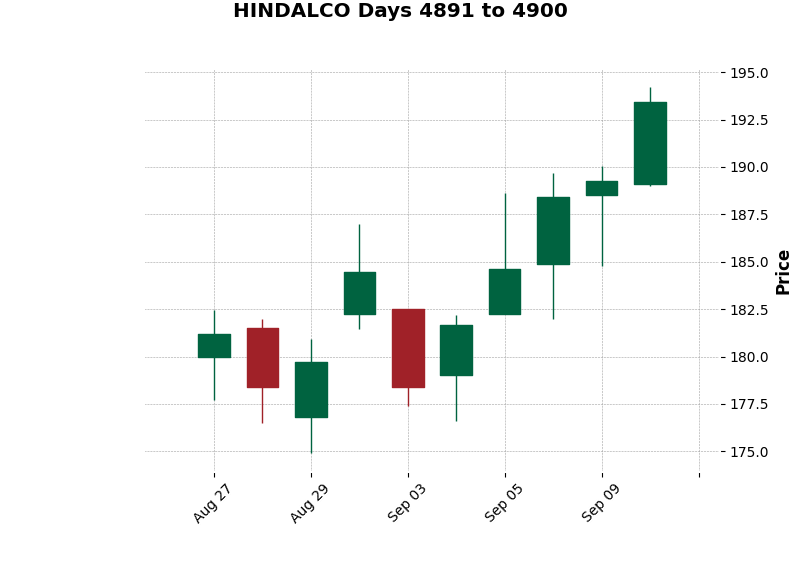 HINDALCO Days 4891 to 4900
195.0
192.5
190.0
187.5
185.0
182.5
180.0
177.5
175.0
Price
Aug 27
Aug 29
Sep 03
Sep 05
Sep 09